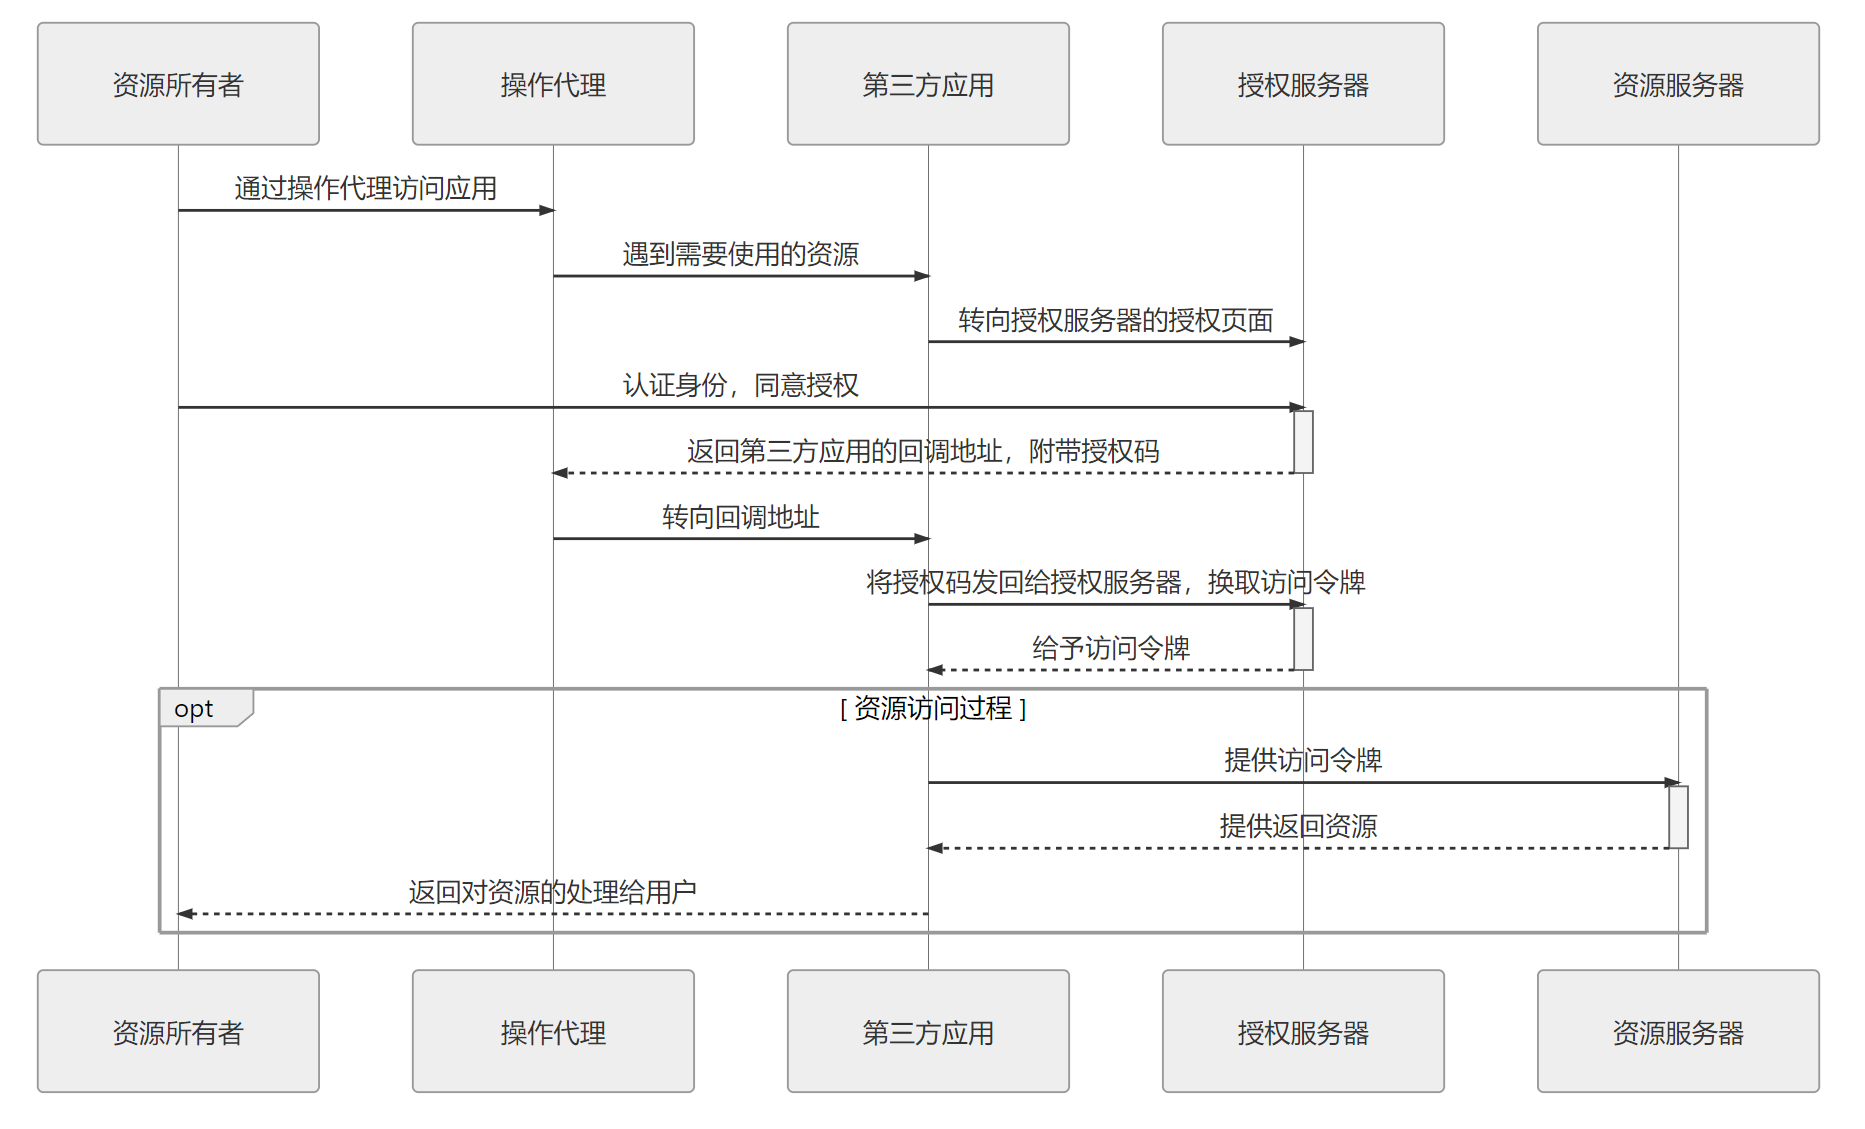 资源所有者
操作代理
第三方应用
授权服务器
资源服务器
通过操作代理访问应用
遇到需要使用的资源
转向授权服务器的授权页面
认证身份，同意授权
返回第三方应用的回调地址，附带授权码
转向回调地址
将授权码发回给授权服务器，换取访问令牌
给予访问令牌
opt
[ 资源访问过程 ]
提供访问令牌
提供返回资源
返回对资源的处理给用户
资源所有者
操作代理
第三方应用
授权服务器
资源服务器